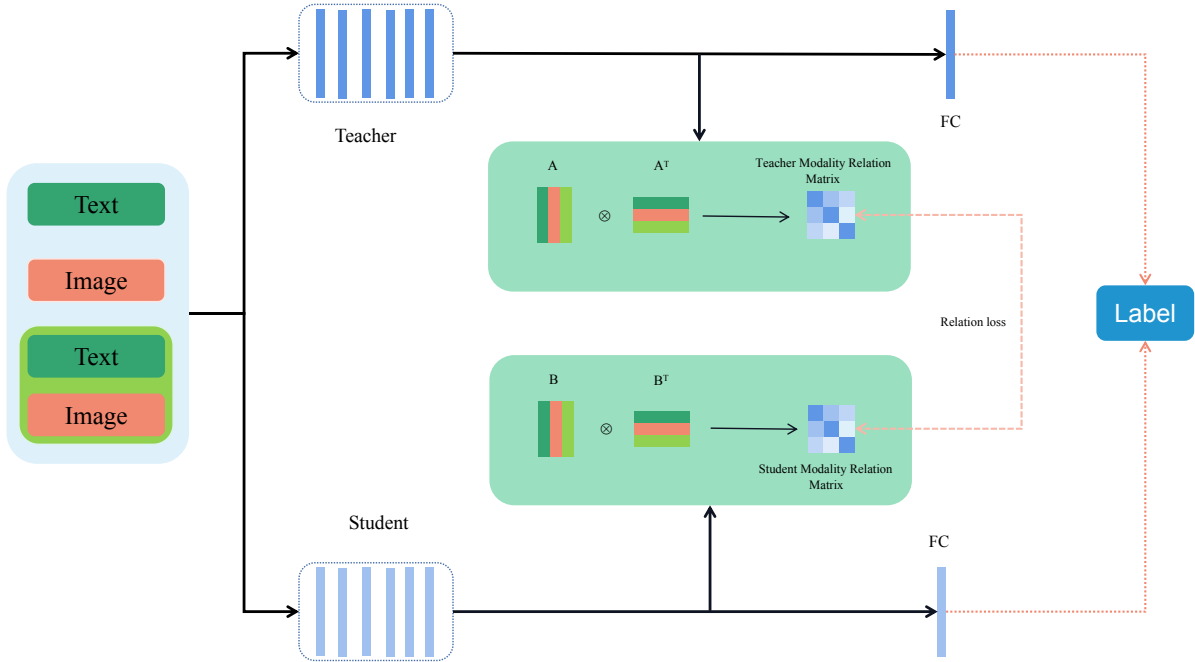 Teacher
FC
Text
Image
Text
Image
A
Aᵀ
Teacher Modality Relation
Matrix
⊗
Relation loss
Label
B
Bᵀ
⊗
Student Modality Relation
Matrix
Student
FC